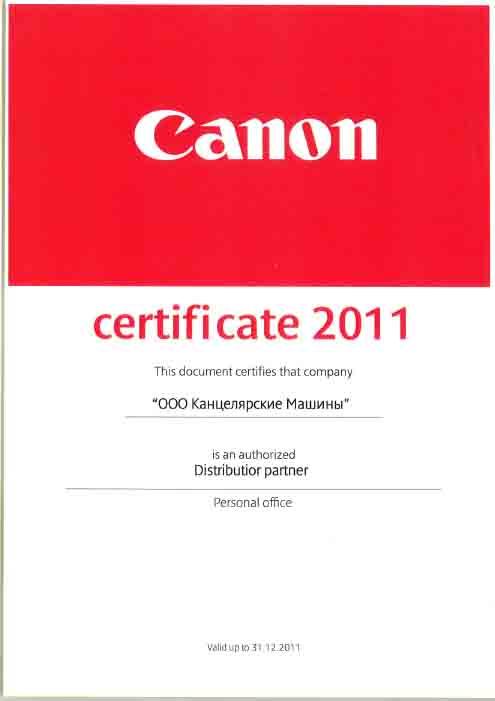 Canon
certificate 2011
This document certifies that company
"ООО Канцелярские Машины"
is an authorized
Distributior partner
Personal office
Valid up to 31.12.2011